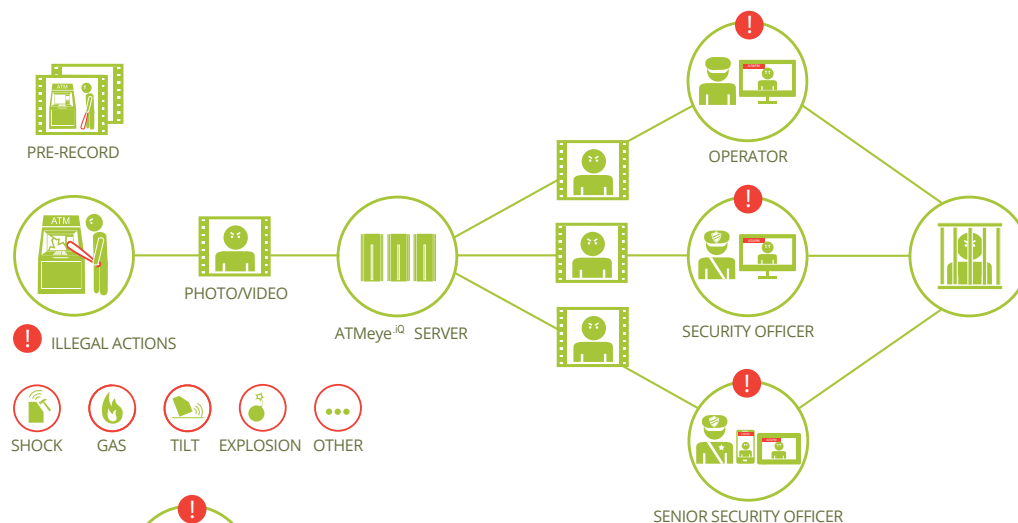 ATM
PRE-RECORD
ATM
ILLEGAL ACTIONS
SHOCK
GAS
TILT
EXPLOSION
OTHER
PHOTO/VIDEO
ATMeye.iQ SERVER
OPERATOR
SECURITY OFFICER
SENIOR SECURITY OFFICER